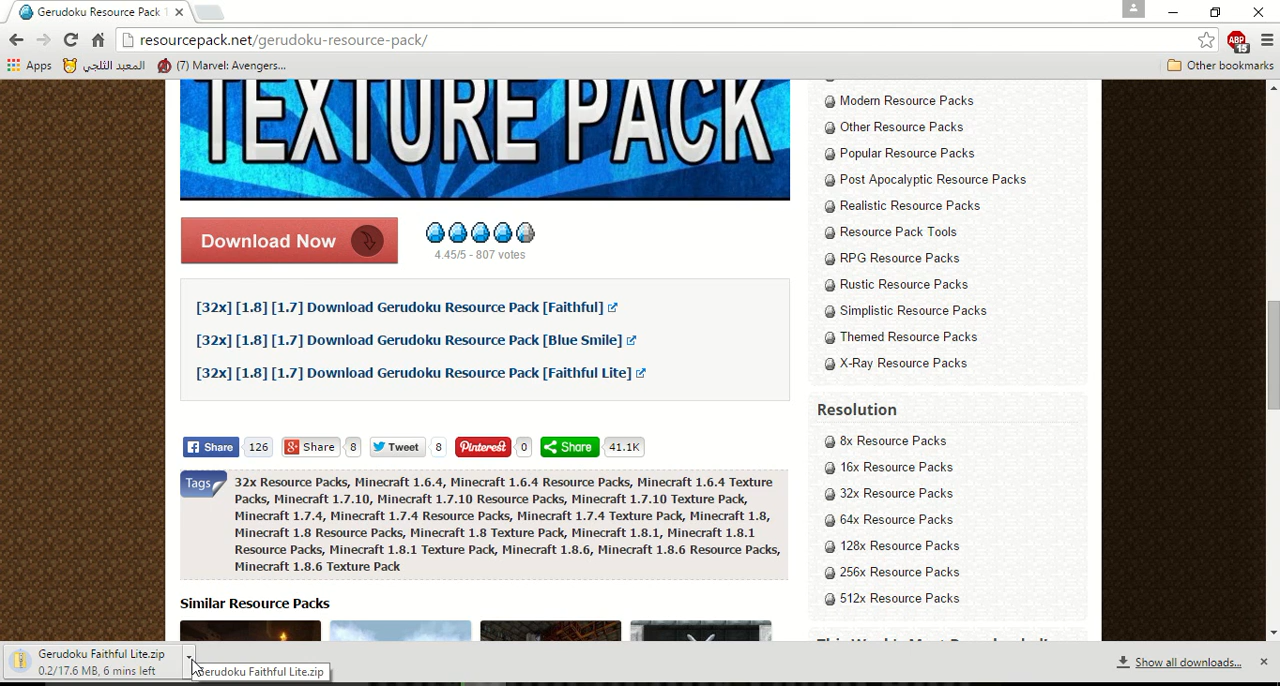 Gerudoku Resource Pack
resourcepack.net/gerudoku-resource-pack/
ABP
15
Apps
المعبد الثلجي
(7) Marvel: Avengers...
Other bookmarks
TEXTURE PACK
Download Now
4.45/5 - 807 votes
[32x] [1.8] [1.7] Download Gerudoku Resource Pack [Faithful]
[32x] [1.8] [1.7] Download Gerudoku Resource Pack [Blue Smile]
[32x] [1.8] [1.7] Download Gerudoku Resource Pack [Faithful Lite]
Share 126 Share 8 Tweet 8 Pinterest 0 Share 41.1K
Tags
32x Resource Packs, Minecraft 1.6.4, Minecraft 1.6.4 Resource Packs, Minecraft 1.6.4 Texture
Packs, Minecraft 1.7.10, Minecraft 1.7.10 Resource Packs, Minecraft 1.7.10 Texture Pack,
Minecraft 1.7.4, Minecraft 1.7.4 Resource Packs, Minecraft 1.7.4 Texture Pack, Minecraft 1.8,
Minecraft 1.8 Resource Packs, Minecraft 1.8 Texture Pack, Minecraft 1.8.1, Minecraft 1.8.1
Resource Packs, Minecraft 1.8.1 Texture Pack, Minecraft 1.8.6, Minecraft 1.8.6 Resource Packs,
Minecraft 1.8.6 Texture Pack
Similar Resource Packs
Modern Resource Packs
Other Resource Packs
Popular Resource Packs
Post Apocalyptic Resource Packs
Realistic Resource Packs
Resource Pack Tools
RPG Resource Packs
Rustic Resource Packs
Simplistic Resource Packs
Themed Resource Packs
X-Ray Resource Packs
Resolution
8x Resource Packs
16x Resource Packs
32x Resource Packs
64x Resource Packs
128x Resource Packs
256x Resource Packs
512x Resource Packs
Gerudoku Faithful Lite.zip
0.2/17.6 MB, 6 mins left
Gerudoku Faithful Lite.zip
Show all downloads...